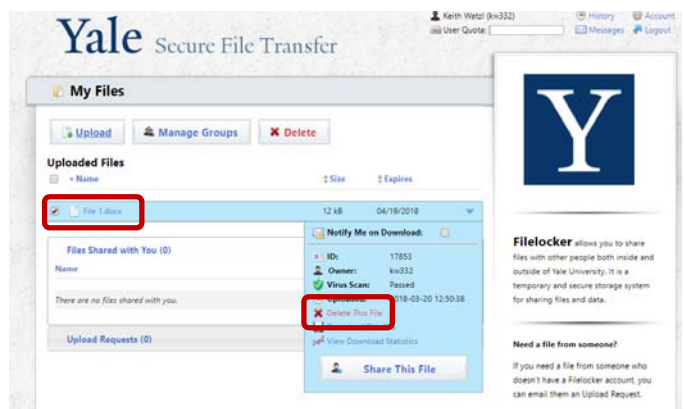 Yale Secure File Transfer
Keith Wetzl (kw332)
User Quota:
History Account
Messages Logout
My Files
Upload Manage Groups Delete
Uploaded Files
Name Size Expires
File 1.docx 12 kB 04/19/2018
Notify Me on Download:
ID: 17853
Owner: kw332
Virus Scan: Passed
Uploaded: 2018-03-20 12:50:38
Delete This File
View Download Statistics
Share This File
Files Shared with You (0)
Name
There are no files shared with you.
Upload Requests (0)
Y
Filelocker allows you to share
files with other people both inside and
outside of Yale University. It is a
temporary and secure storage system
for sharing files and data.
Need a file from someone?
If you need a file from someone who
doesn't have a Filelocker account, you
can email them an Upload Request.